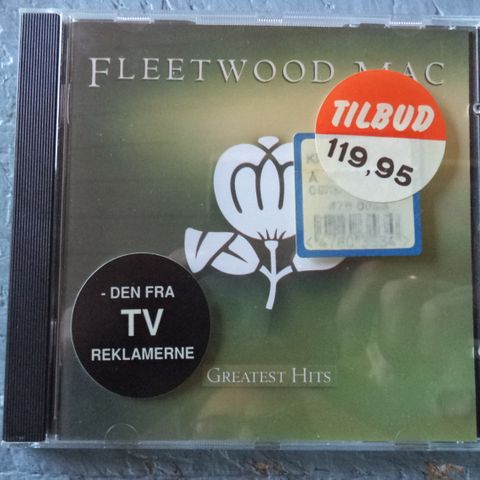 FLEETWOOD MAC
TILBUD
119,95
A
- DEN FRA
TV
REKLAMERNE
GREATEST HITS